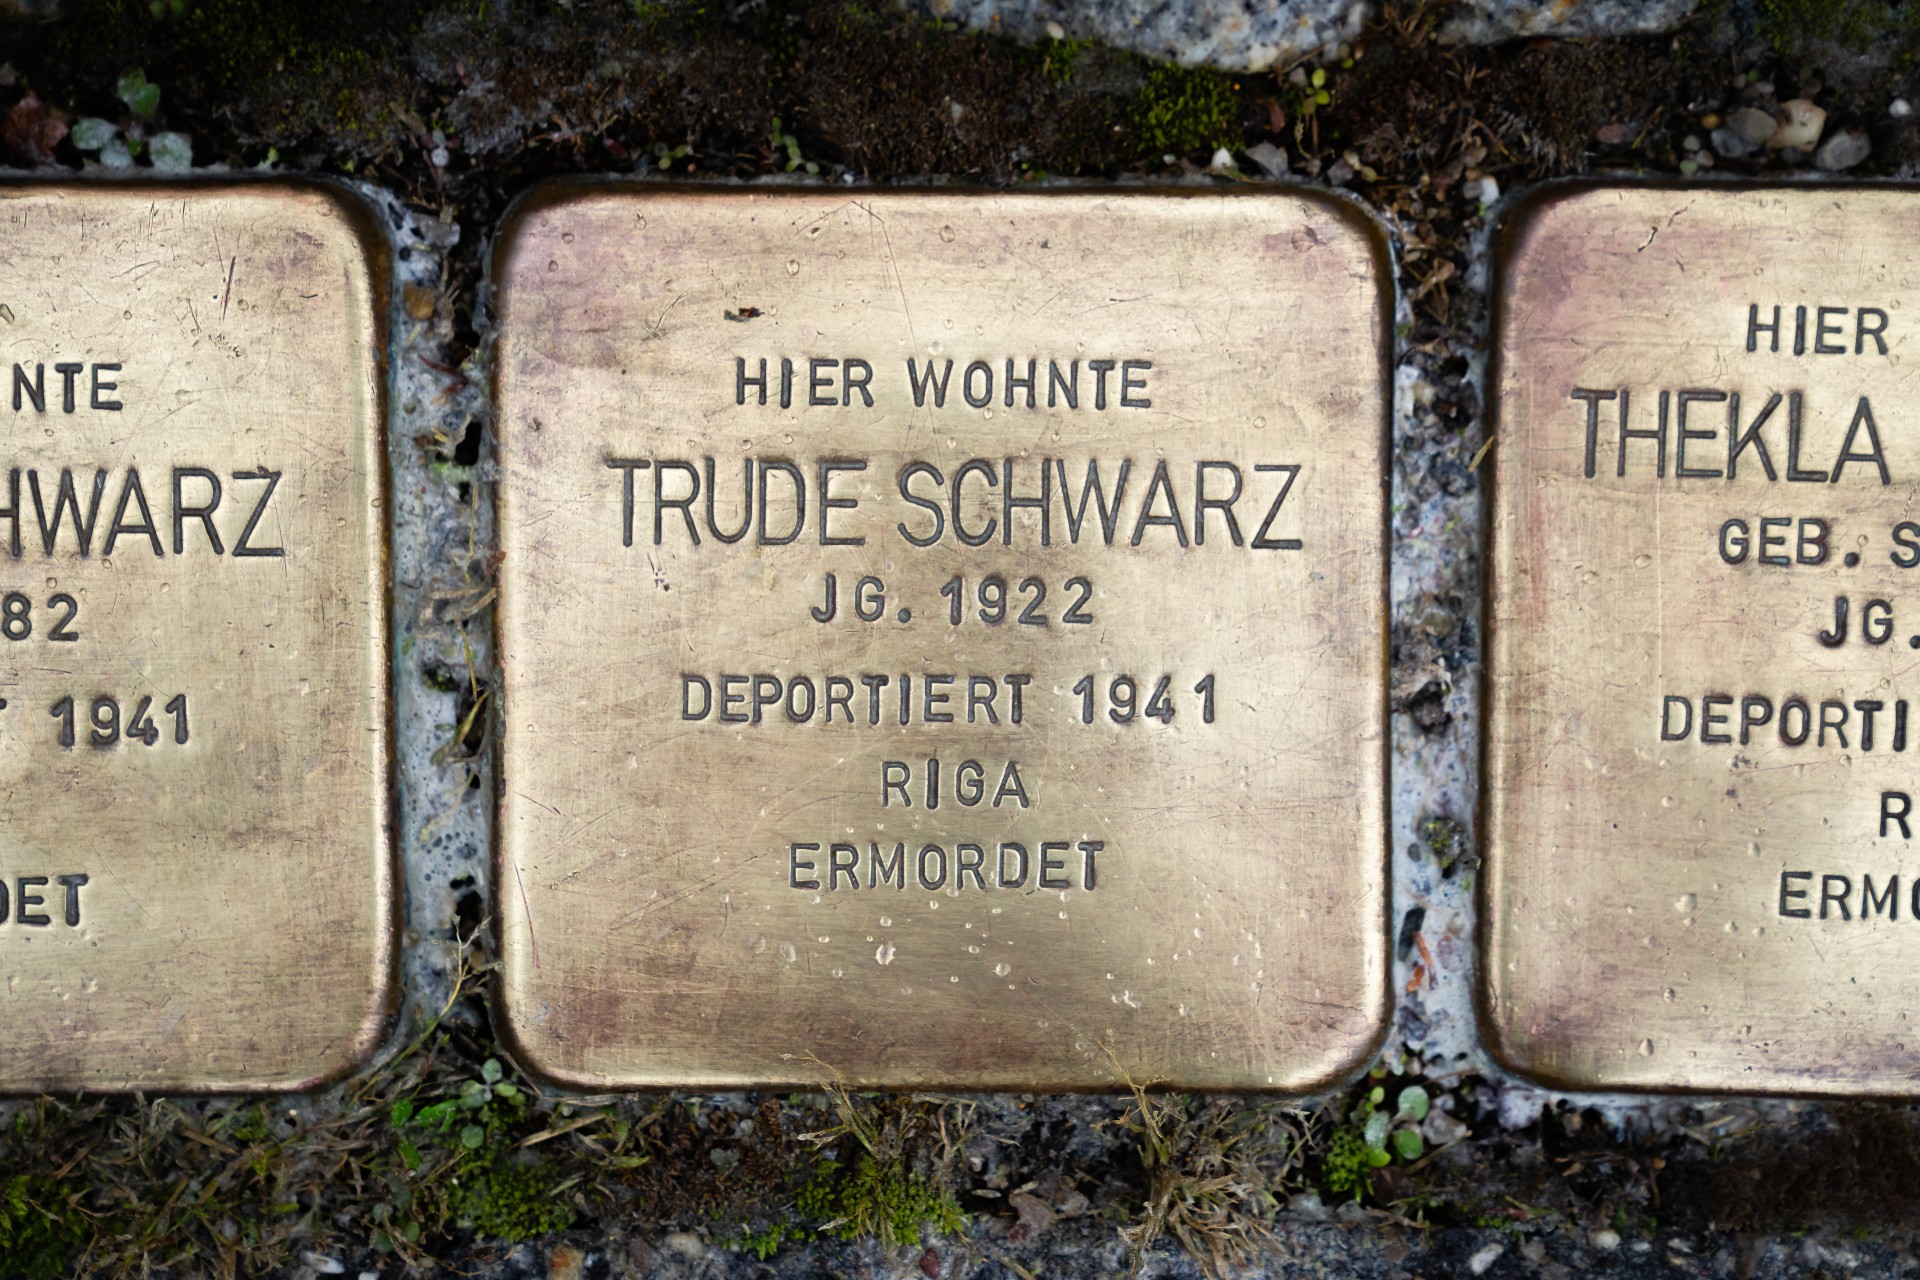 NTE
HWARZ
82
1941
DET
HIER WOHNTE
TRUDE SCHWARZ
JG. 1922
DEPORTIERT 1941
RIGA
ERMORDET
HIER
THEKLA
GEB. S
JG.
DEPORTI
R
ERMO